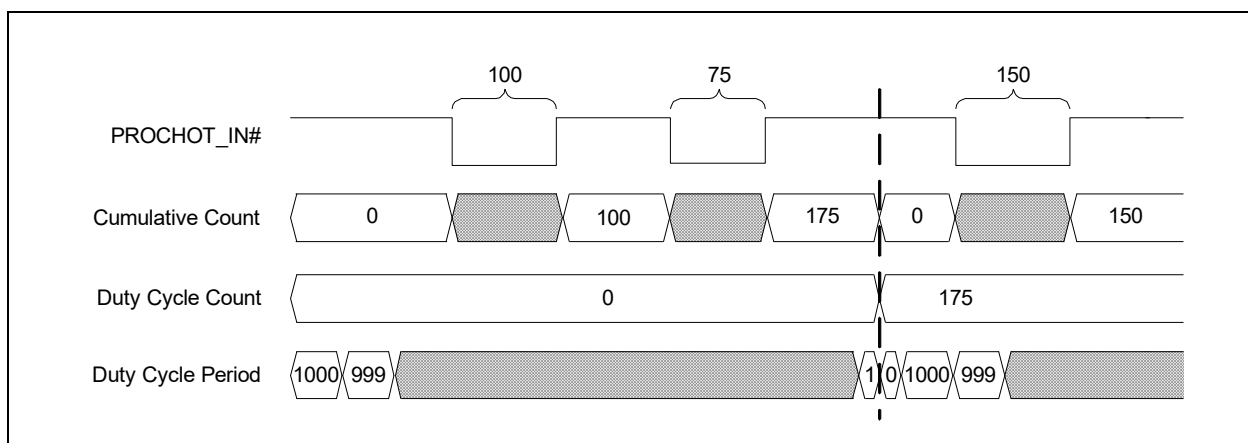 100 75 150
PROCHOT_IN#
Cumulative Count 0 100 175 0 150
Duty Cycle Count 0 175
Duty Cycle Period 1000 999 1 0 1000 999